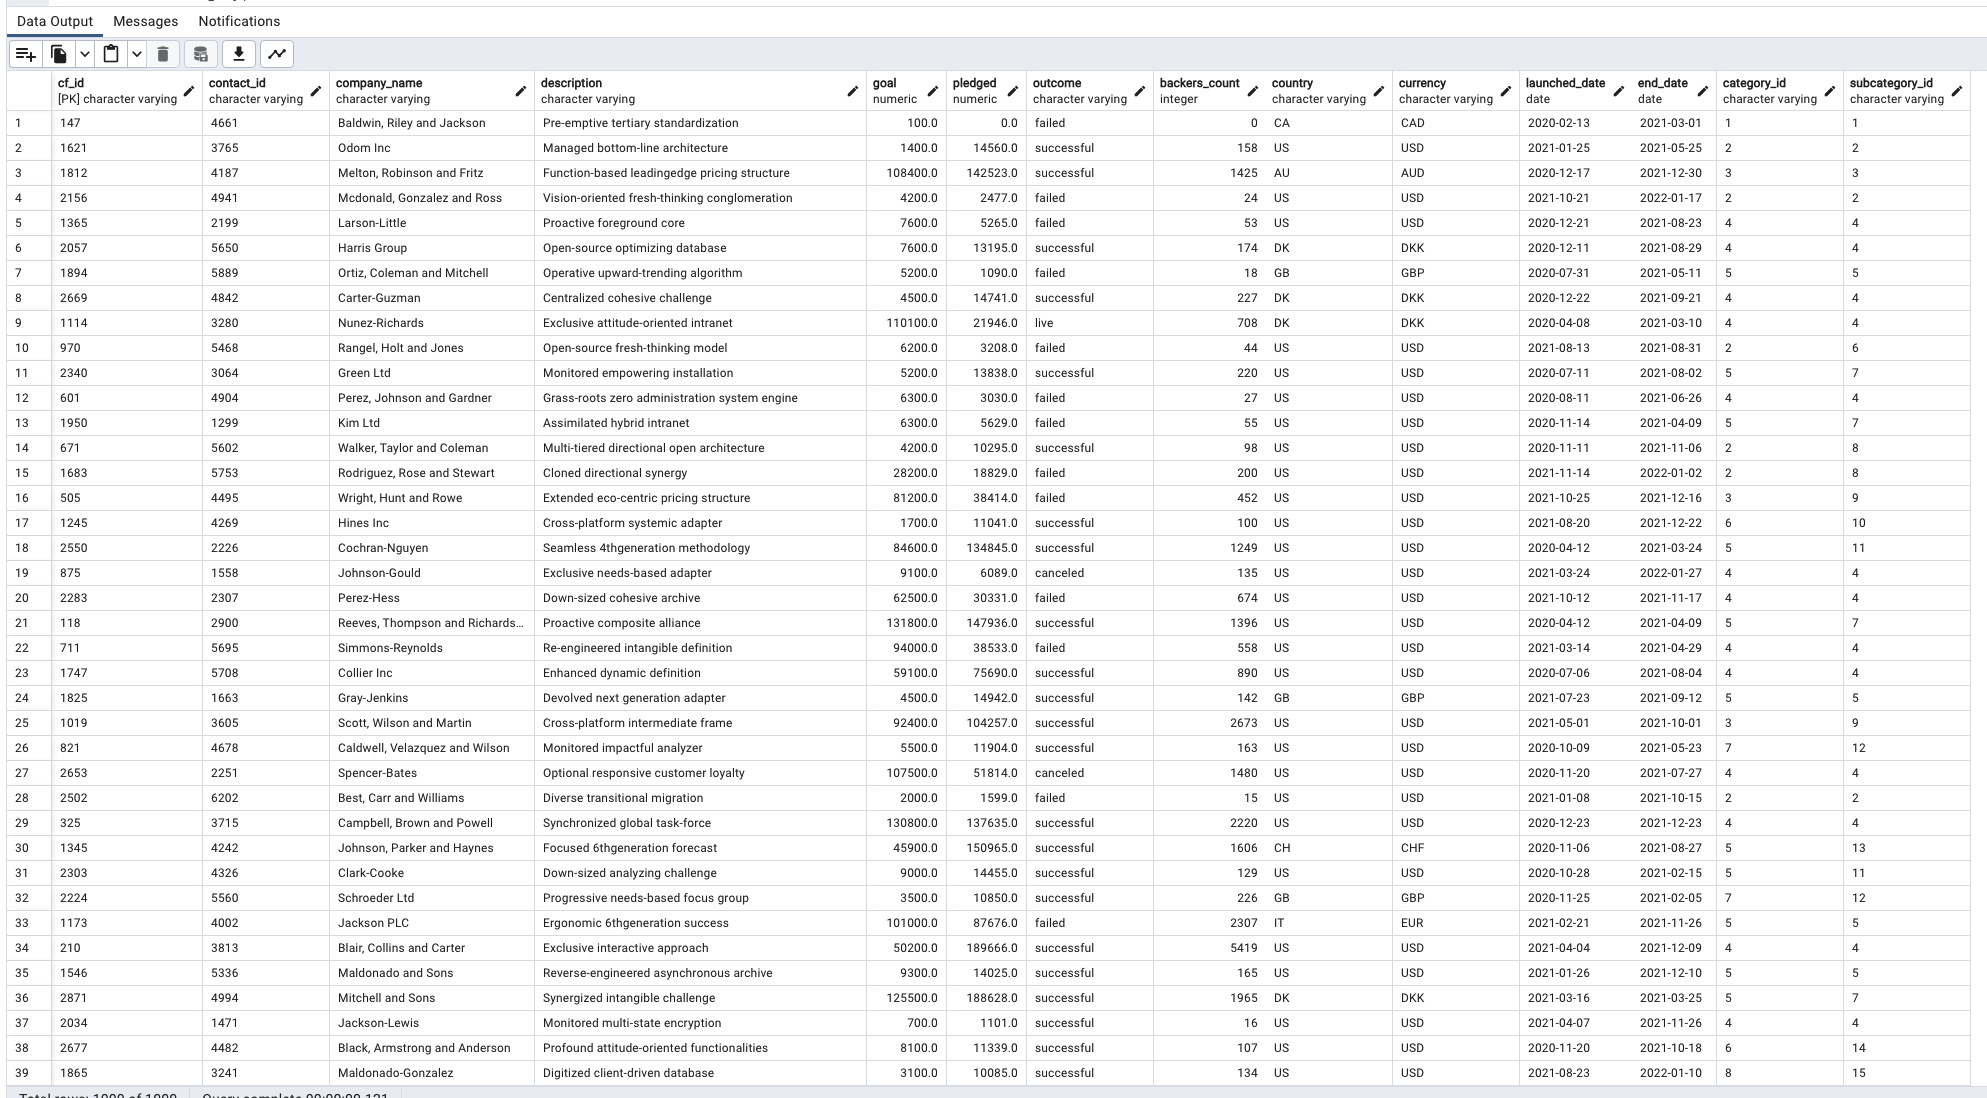 Data Output Messages Notifications
cf_id contact_id company_name description goal pledged outcome backers_count country currency launched_date end_date category_id subcategory_id
[PK] character varying character varying character varying character varying numeric numeric character varying integer character varying character varying date date character varying character varying
1 147 4661 Baldwin, Riley and Jackson Pre-emptive tertiary standardization 100.0 0.0 failed 0 CA CAD 2020-02-13 2021-03-01 1 1
2 1621 3765 Odom Inc Managed bottom-line architecture 1400.0 14560.0 successful 158 US USD 2021-01-25 2021-05-25 2 2
3 1812 4187 Melton, Robinson and Fritz Function-based leadingedge pricing structure 108400.0 142523.0 successful 1425 AU AUD 2020-12-17 2021-12-30 3 3
4 2156 4941 Mcdonald, Gonzalez and Ross Vision-oriented fresh-thinking conglomeration 4200.0 2477.0 failed 24 US USD 2021-10-21 2022-01-17 2 2
5 1365 2199 Larson-Little Proactive foreground core 7600.0 5265.0 failed 53 US USD 2020-12-21 2021-08-23 4 4
6 2057 5650 Harris Group Open-source optimizing database 7600.0 13195.0 successful 174 DK DKK 2020-12-11 2021-08-29 4 4
7 1894 5889 Ortiz, Coleman and Mitchell Operative upward-trending algorithm 5200.0 1090.0 failed 18 GB GBP 2020-07-31 2021-05-11 5 5
8 2669 4842 Carter-Guzman Centralized cohesive challenge 4500.0 14741.0 successful 227 DK DKK 2020-12-22 2021-09-21 4 4
9 1114 3280 Nunez-Richards Exclusive attitude-oriented intranet 110100.0 21946.0 live 708 DK DKK 2020-04-08 2021-03-10 4 4
10 970 5468 Rangel, Holt and Jones Open-source fresh-thinking model 6200.0 3208.0 failed 44 US USD 2021-08-13 2021-08-31 2 6
11 2340 3064 Green Ltd Monitored empowering installation 5200.0 13838.0 successful 220 US USD 2020-07-11 2021-08-02 5 7
12 601 4904 Perez, Johnson and Gardner Grass-roots zero administration system engine 6300.0 3030.0 failed 27 US USD 2020-08-11 2021-06-26 4 4
13 1950 1299 Kim Ltd Assimilated hybrid intranet 6300.0 5629.0 failed 55 US USD 2020-11-14 2021-04-09 5 7
14 671 5602 Walker, Taylor and Coleman Multi-tiered directional open architecture 4200.0 10295.0 successful 98 US USD 2020-11-11 2021-11-06 2 8
15 1683 5753 Rodriguez, Rose and Stewart Cloned directional synergy 28200.0 18829.0 failed 200 US USD 2021-11-14 2022-01-02 2 8
16 505 4495 Wright, Hunt and Rowe Extended eco-centric pricing structure 81200.0 38414.0 failed 452 US USD 2021-10-25 2021-12-16 3 9
17 1245 4269 Hines Inc Cross-platform systemic adapter 1700.0 11041.0 successful 100 US USD 2021-08-20 2021-12-22 6 10
18 2550 2226 Cochran-Nguyen Seamless 4thgeneration methodology 84600.0 134845.0 successful 1249 US USD 2020-04-12 2021-03-24 5 11
19 875 1558 Johnson-Gould Exclusive needs-based adapter 9100.0 6089.0 canceled 135 US USD 2021-03-24 2022-01-27 4 4
20 2283 2307 Perez-Hess Down-sized cohesive archive 62500.0 30331.0 failed 674 US USD 2021-10-12 2021-11-17 4 4
21 118 2900 Reeves, Thompson and Richards... Proactive composite alliance 131800.0 147936.0 successful 1396 US USD 2020-04-12 2021-04-09 5 7
22 711 5695 Simmons-Reynolds Re-engineered intangible definition 94000.0 38533.0 failed 558 US USD 2021-03-14 2021-04-29 4 4
23 1747 5708 Collier Inc Enhanced dynamic definition 59100.0 75690.0 successful 890 US USD 2020-07-06 2021-08-04 4 4
24 1825 1663 Gray-Jenkins Devolved next generation adapter 4500.0 14942.0 successful 142 GB GBP 2021-07-23 2021-09-12 5 5
25 1019 3605 Scott, Wilson and Martin Cross-platform intermediate frame 92400.0 104257.0 successful 2673 US USD 2021-05-01 2021-10-01 3 9
26 821 4678 Caldwell, Velazquez and Wilson Monitored impactful analyzer 5500.0 11904.0 successful 163 US USD 2020-10-09 2021-05-23 7 12
27 2653 2251 Spencer-Bates Optional responsive customer loyalty 107500.0 51814.0 canceled 1480 US USD 2020-11-20 2021-07-27 4 4
28 2502 6202 Best, Carr and Williams Diverse transitional migration 2000.0 1599.0 failed 15 US USD 2021-01-08 2021-10-15 2 2
29 325 3715 Campbell, Brown and Powell Synchronized global task-force 130800.0 137635.0 successful 2220 US USD 2020-12-23 2021-12-23 4 4
30 1345 4242 Johnson, Parker and Haynes Focused 6thgeneration forecast 45900.0 150965.0 successful 1606 CH CHF 2020-11-06 2021-08-27 5 13
31 2303 4326 Clark-Cooke Down-sized analyzing challenge 9000.0 14455.0 successful 129 US USD 2020-10-28 2021-02-15 5 11
32 2224 5560 Schroeder Ltd Progressive needs-based focus group 3500.0 10850.0 successful 226 GB GBP 2020-11-25 2021-02-05 7 12
33 1173 4002 Jackson PLC Ergonomic 6thgeneration success 101000.0 87676.0 failed 2307 IT EUR 2021-02-21 2021-11-26 5 5
34 210 3813 Blair, Collins and Carter Exclusive interactive approach 50200.0 189666.0 successful 5419 US USD 2021-04-04 2021-12-09 4 4
35 1546 5336 Maldonado and Sons Reverse-engineered asynchronous archive 9300.0 14025.0 successful 165 US USD 2021-01-26 2021-12-10 5 5
36 2871 4994 Mitchell and Sons Synergized intangible challenge 125500.0 188628.0 successful 1965 DK DKK 2021-03-16 2021-03-25 5 7
37 2034 1471 Jackson-Lewis Monitored multi-state encryption 700.0 1101.0 successful 16 US USD 2021-04-07 2021-11-26 4 4
38 2677 4482 Black, Armstrong and Anderson Profound attitude-oriented functionalities 8100.0 11339.0 successful 107 US USD 2020-11-20 2021-10-18 6 14
39 1865 3241 Maldonado-Gonzalez Digitized client-driven database 3100.0 10085.0 successful 134 US USD 2021-08-23 2022-01-10 8 15
Total rows: 1000 of 1000 Query complete 00:00:00.121